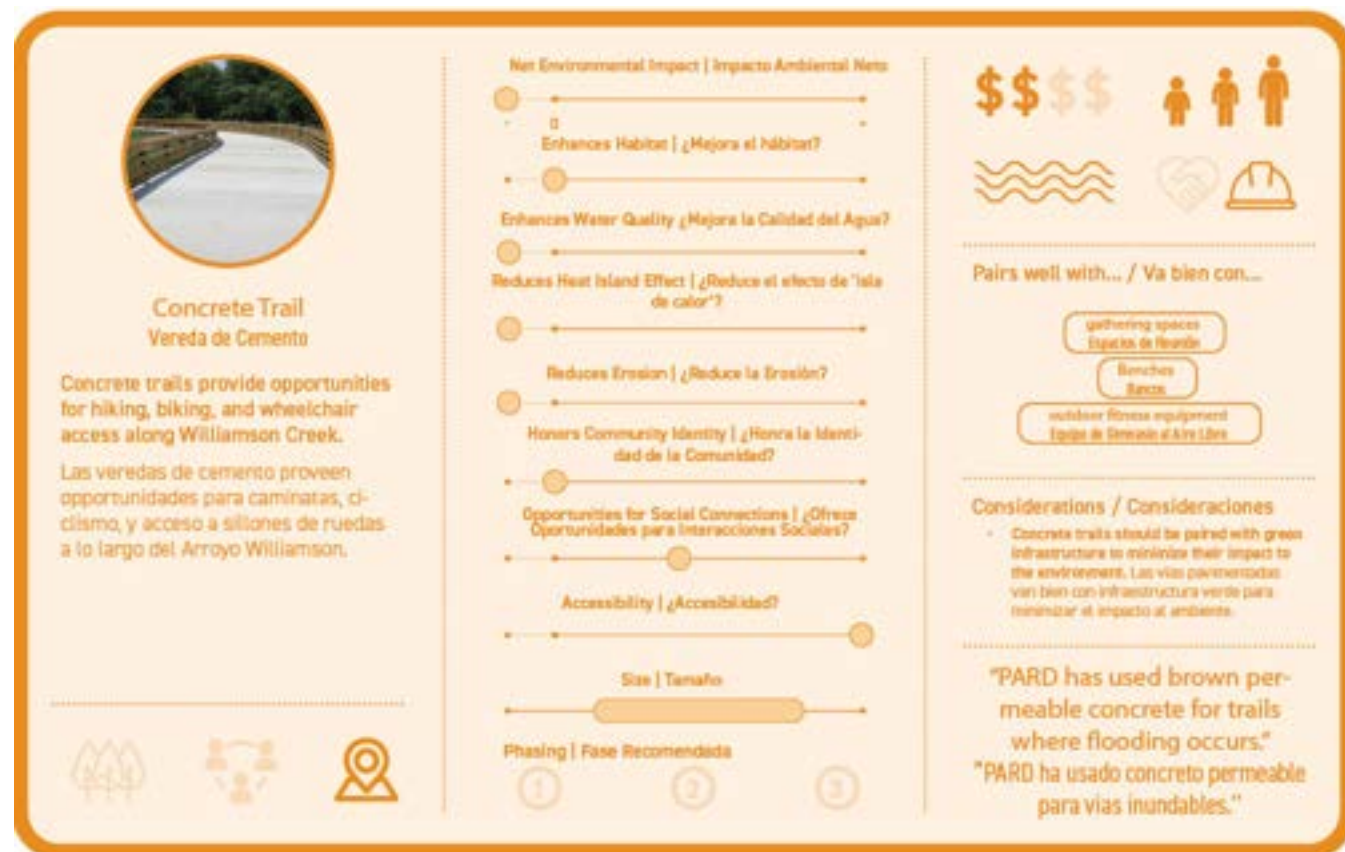 Concrete Trail
Vereda de Cemento
Concrete trails provide opportunities
for hiking, biking, and wheelchair
access along Williamson Creek.
Las veredas de cemento proveen
opportunidades para caminatas, ci-
clismo, y acceso a sillones de ruedas
a lo largo del Arroyo Williamson.
Net Environmental Impact | Impacto Ambiental Neto
- 0
Enhances Habitat | ¿Mejora el hábitat?
Enhances Water Quality ¿Mejora la Calidad del Agua?
Reduces Heat Island Effect | ¿Reduce el efecto de "isla
de calor"?
Reduces Erosion | ¿Reduce la Erosión?
Honors Community Identity | ¿Honra la Identi-
dad de la Comunidad?
Opportunities for Social Connections | ¿Ofrece
Oportunidades para Interacciones Sociales?
Accessibility | ¿Accesibilidad?
Size | Tamaño
Phasing | Fase Recomendada
1 2 3
$$$$
Pairs well with... / Va bien con...
gathering spaces
Espacios de Reunión
Benches
Bancos
outdoor fitness equipment
Equipo de Gimnasio al Aire Libre
Considerations / Consideraciones
- Concrete trails should be paired with green
infrastructure to minimize their impact to
the environment. Las vías pavimentadas
van bien con infraestructura verde para
minimizar el impacto al ambiente.
"PARD has used brown per-
meable concrete for trails
where flooding occurs."
"PARD ha usado concreto permeable
para vias inundables."